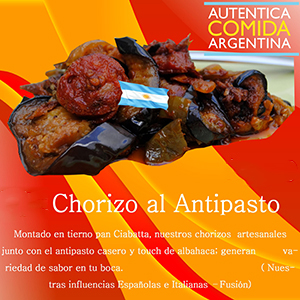 AUTENTICA
COMIDA
ARGENTINA
Chorizo al Antipasto
Montado en tierno pan Ciabatta, nuestros chorizos artesanales
junto con el antipasto casero y touch de albahaca; generan va-
riedad de sabor en tu boca. ( Nues-
tras influencias Españolas e Italianas –Fusión)